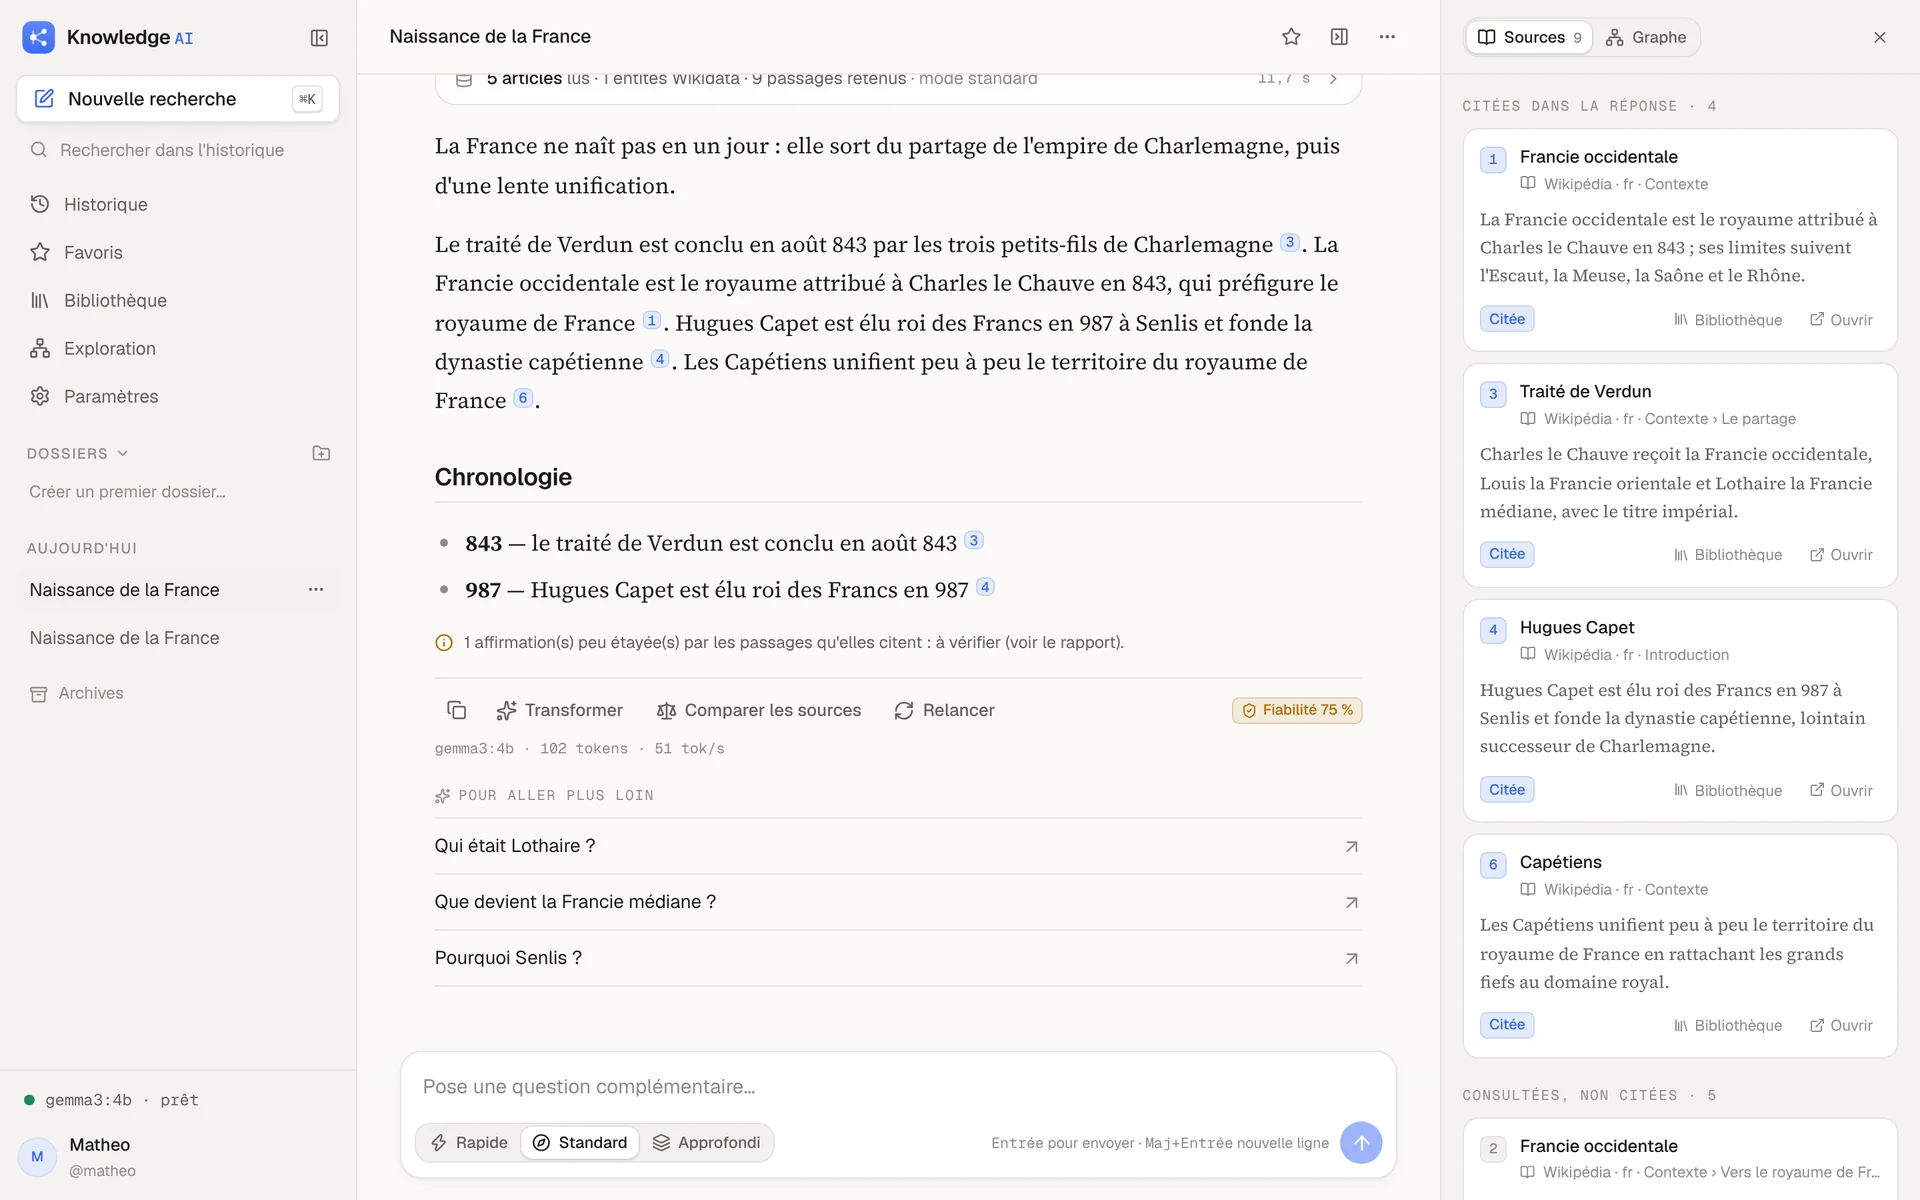 Knowledge AI
Nouvelle recherche
⌘K
Rechercher dans l'historique
Historique
Favoris
Bibliothèque
Exploration
Paramètres
DOSSIERS
Créer un premier dossier...
AUJOURD'HUI
Naissance de la France
Naissance de la France
Archives
gemma3:4b · prêt
M
Matheo
@matheo
Naissance de la France
5 articles lus · 1 entités Wikidata · 9 passages retenus · mode standard
11,7 s
La France ne naît pas en un jour : elle sort du partage de l'empire de Charlemagne, puis
d'une lente unification.
Le traité de Verdun est conclu en août 843 par les trois petits-fils de Charlemagne 3. La
Francie occidentale est le royaume attribué à Charles le Chauve en 843, qui préfigure le
royaume de France 1. Hugues Capet est élu roi des Francs en 987 à Senlis et fonde la
dynastie capétienne 4. Les Capétiens unifient peu à peu le territoire du royaume de
France 6.
Chronologie
• 843 — le traité de Verdun est conclu en août 843 3
• 987 — Hugues Capet est élu roi des Francs en 987 4
1 affirmation(s) peu étayée(s) par les passages qu'elles citent : à vérifier (voir le rapport).
Transformer
Comparer les sources
Relancer
Fiabilité 75 %
gemma3:4b · 102 tokens · 51 tok/s
POUR ALLER PLUS LOIN
Qui était Lothaire ?
Que devient la Francie médiane ?
Pourquoi Senlis ?
Pose une question complémentaire...
Rapide
Standard
Approfondi
Entrée pour envoyer · Maj+Entrée nouvelle ligne
Sources 9
Graphe
CITÉES DANS LA RÉPONSE · 4
1
Francie occidentale
Wikipédia · fr · Contexte
La Francie occidentale est le royaume attribué à
Charles le Chauve en 843 ; ses limites suivent
l'Escaut, la Meuse, la Saône et le Rhône.
Citée
Bibliothèque
Ouvrir
3
Traité de Verdun
Wikipédia · fr · Contexte › Le partage
Charles le Chauve reçoit la Francie occidentale,
Louis la Francie orientale et Lothaire la Francie
médiane, avec le titre impérial.
Citée
Bibliothèque
Ouvrir
4
Hugues Capet
Wikipédia · fr · Introduction
Hugues Capet est élu roi des Francs en 987 à
Senlis et fonde la dynastie capétienne, lointain
successeur de Charlemagne.
Citée
Bibliothèque
Ouvrir
6
Capétiens
Wikipédia · fr · Contexte
Les Capétiens unifient peu à peu le territoire du
royaume de France en rattachant les grands
fiefs au domaine royal.
Citée
Bibliothèque
Ouvrir
CONSULTÉES, NON CITÉES · 5
2
Francie occidentale
Wikipédia · fr · Contexte › Vers le royaume de Fr...